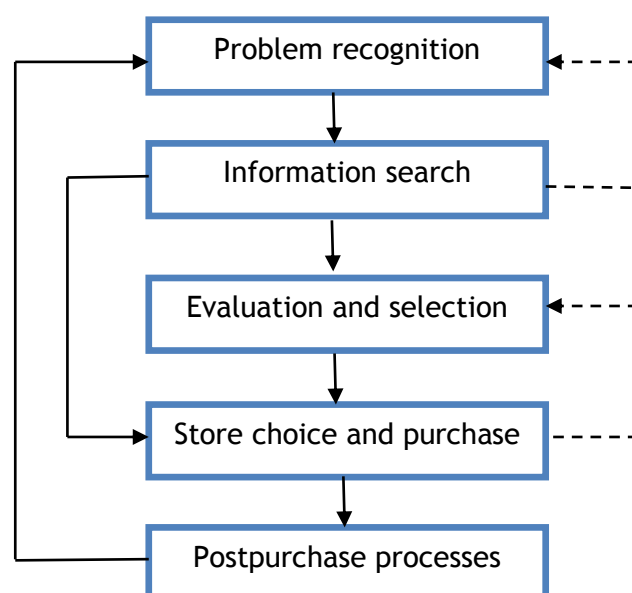 Problem recognition
Information search
Evaluation and selection
Store choice and purchase
Postpurchase processes